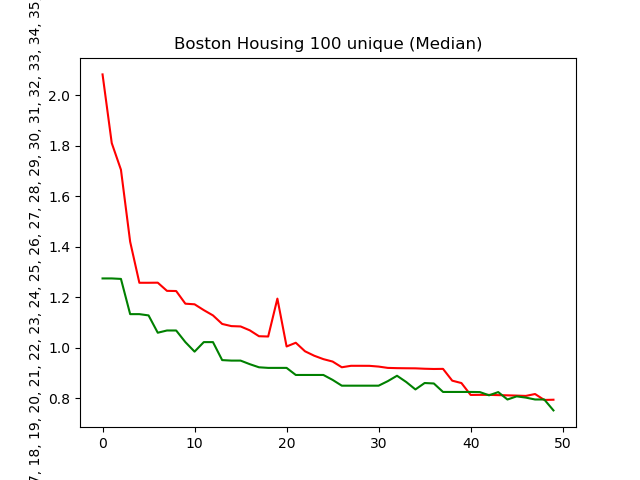 Boston Housing 100 unique (Median)
7, 18, 19, 20, 21, 22, 23, 24, 25, 26, 27, 28, 29, 30, 31, 32, 33, 34, 35
2.0
1.8
1.6
1.4
1.2
1.0
0.8
0 10 20 30 40 50